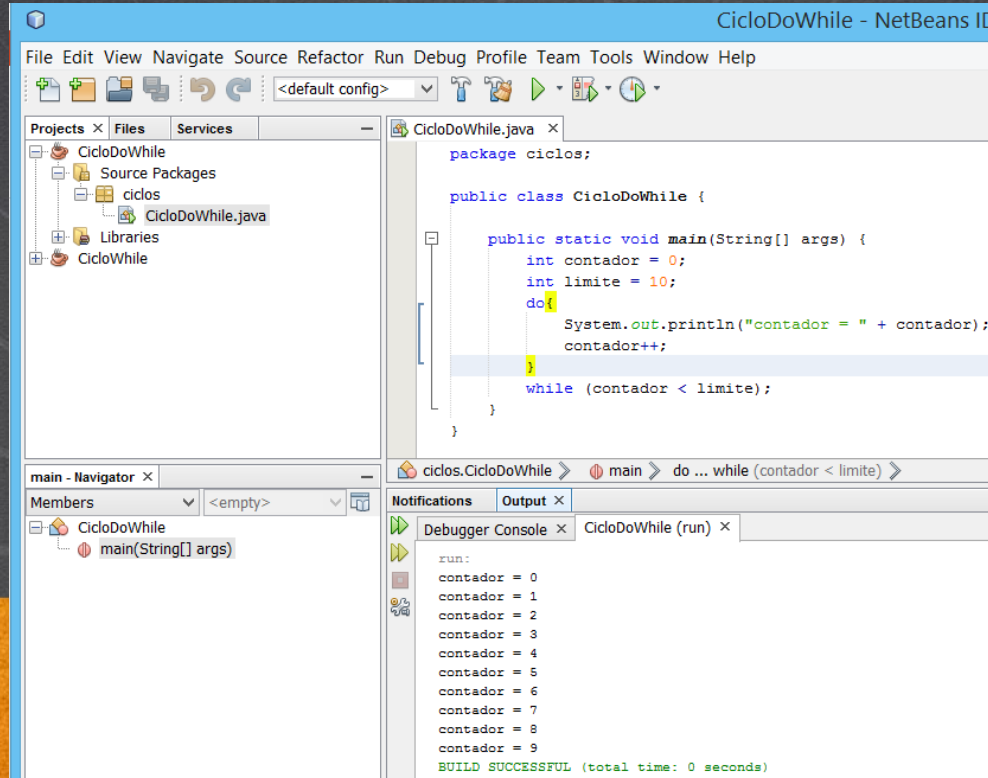 CicloDoWhile - NetBeans ID
File Edit View Navigate Source Refactor Run Debug Profile Team Tools Window Help
<default config>
Projects Files Services
CicloDoWhile
Source Packages
ciclos
CicloDoWhile.java
Libraries
CicloWhile
CicloDoWhile.java
package ciclos;
public class CicloDoWhile {
public static void main(String[] args) {
int contador = 0;
int limite = 10;
do{
System.out.println("contador = " + contador);
contador++;
}
while (contador < limite);
}
}
ciclos.CicloDoWhile main do ... while (contador < limite)
main - Navigator
Members <empty>
CicloDoWhile
main(String[] args)
Notifications Output
Debugger Console CicloDoWhile (run)
run:
contador = 0
contador = 1
contador = 2
contador = 3
contador = 4
contador = 5
contador = 6
contador = 7
contador = 8
contador = 9
BUILD SUCCESSFUL (total time: 0 seconds)